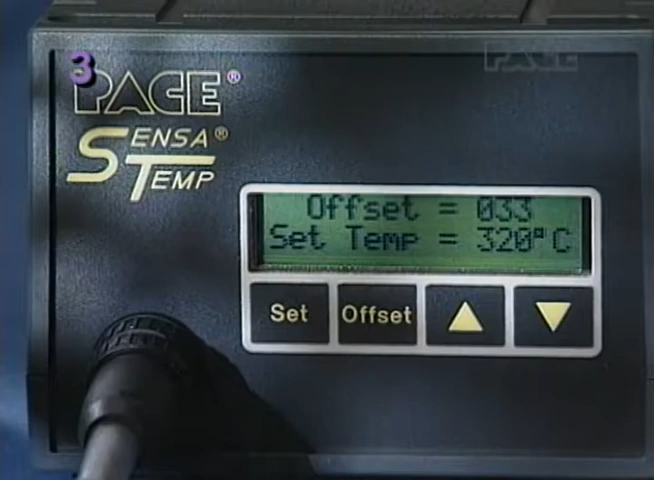 3
PACE®
PACE
SENSA®
TEMP
Offset = 033
Set Temp = 320°C
Set
Offset